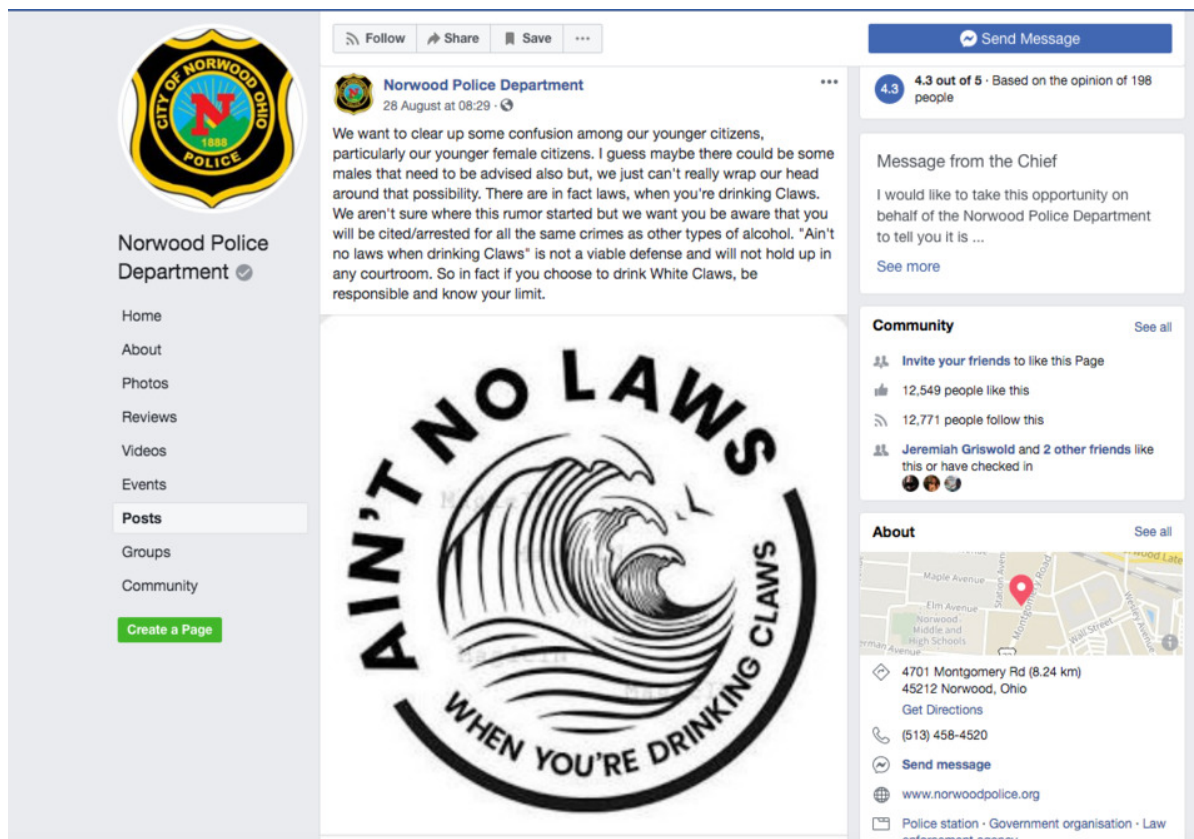 CITY OF NORWOOD OHIO
N
1888
POLICE
Norwood Police
Department
Home
About
Photos
Reviews
Videos
Events
Posts
Groups
Community
Create a Page
Follow
Share
Save
Norwood Police Department
28 August at 08:29 ·
We want to clear up some confusion among our younger citizens,
particularly our younger female citizens. I guess maybe there could be some
males that need to be advised also but, we just can't really wrap our head
around that possibility. There are in fact laws, when you're drinking Claws.
We aren't sure where this rumor started but we want you be aware that you
will be cited/arrested for all the same crimes as other types of alcohol. "Ain't
no laws when drinking Claws" is not a viable defense and will not hold up in
any courtroom. So in fact if you choose to drink White Claws, be
responsible and know your limit.
AIN'T NO LAWS
WHEN YOU'RE DRINKING CLAWS
Send Message
4.3
4.3 out of 5 · Based on the opinion of 198
people
Message from the Chief
I would like to take this opportunity on
behalf of the Norwood Police Department
to tell you it is ...
See more
Community
See all
Invite your friends to like this Page
12,549 people like this
12,771 people follow this
Jeremiah Griswold and 2 other friends like
this or have checked in
About
See all
Maple Avenue
Station Aven
Montgomery Road
Elm Avenue
Norwood
Middle and
High Schools
Wall Street
Wesley Avenue
rman Avenue
4701 Montgomery Rd (8.24 km)
45212 Norwood, Ohio
Get Directions
(513) 458-4520
Send message
www.norwoodpolice.org
Police station · Government organisation · Law
enforcement agency